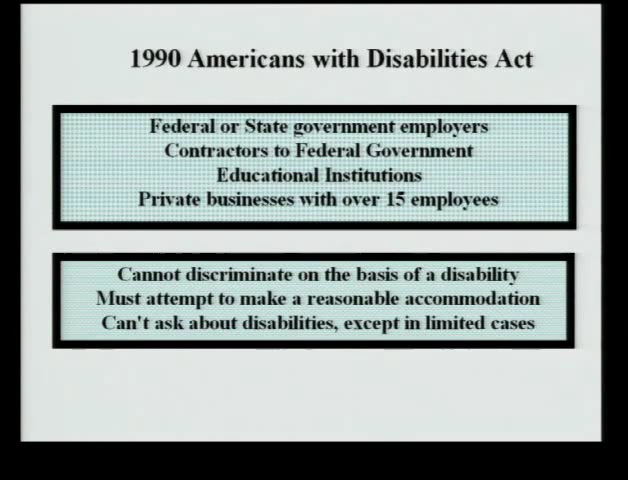 1990 Americans with Disabilities Act
Federal or State government employers
Contractors to Federal Government
Educational Institutions
Private businesses with over 15 employees
Cannot discriminate on the basis of a disability
Must attempt to make a reasonable accommodation
Can't ask about disabilities, except in limited cases